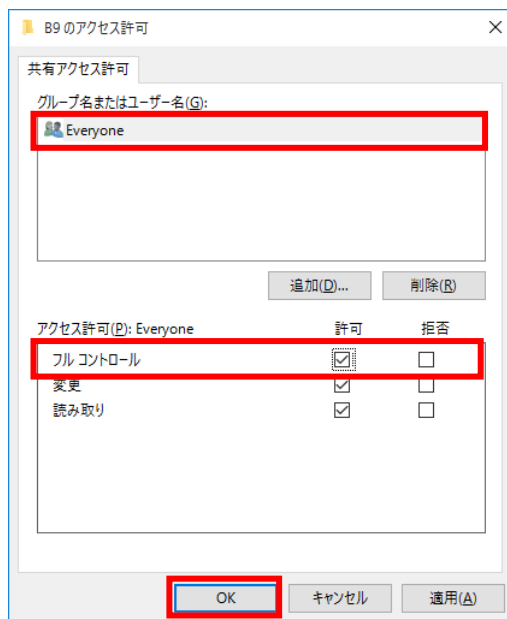 B9 のアクセス許可
共有アクセス許可
グループ名またはユーザー名(G):
Everyone
追加(D)... 削除(R)
アクセス許可(P): Everyone 許可 拒否
フル コントロール
変更
読み取り
OK キャンセル 適用(A)